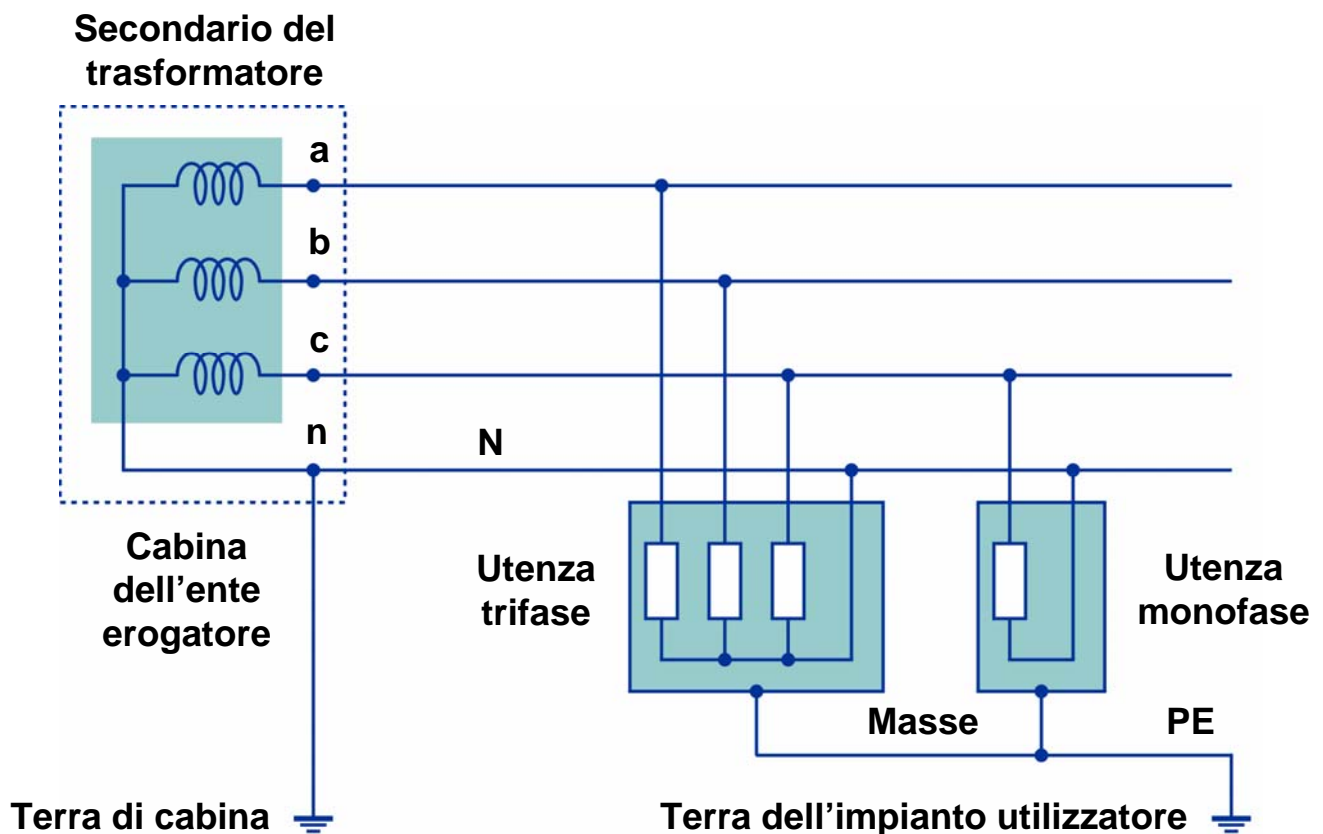 Secondario del
trasformatore
a
b
c
n
N
Cabina
dell’ente
erogatore
Utenza
trifase
Utenza
monofase
Masse
PE
Terra di cabina
Terra dell’impianto utilizzatore